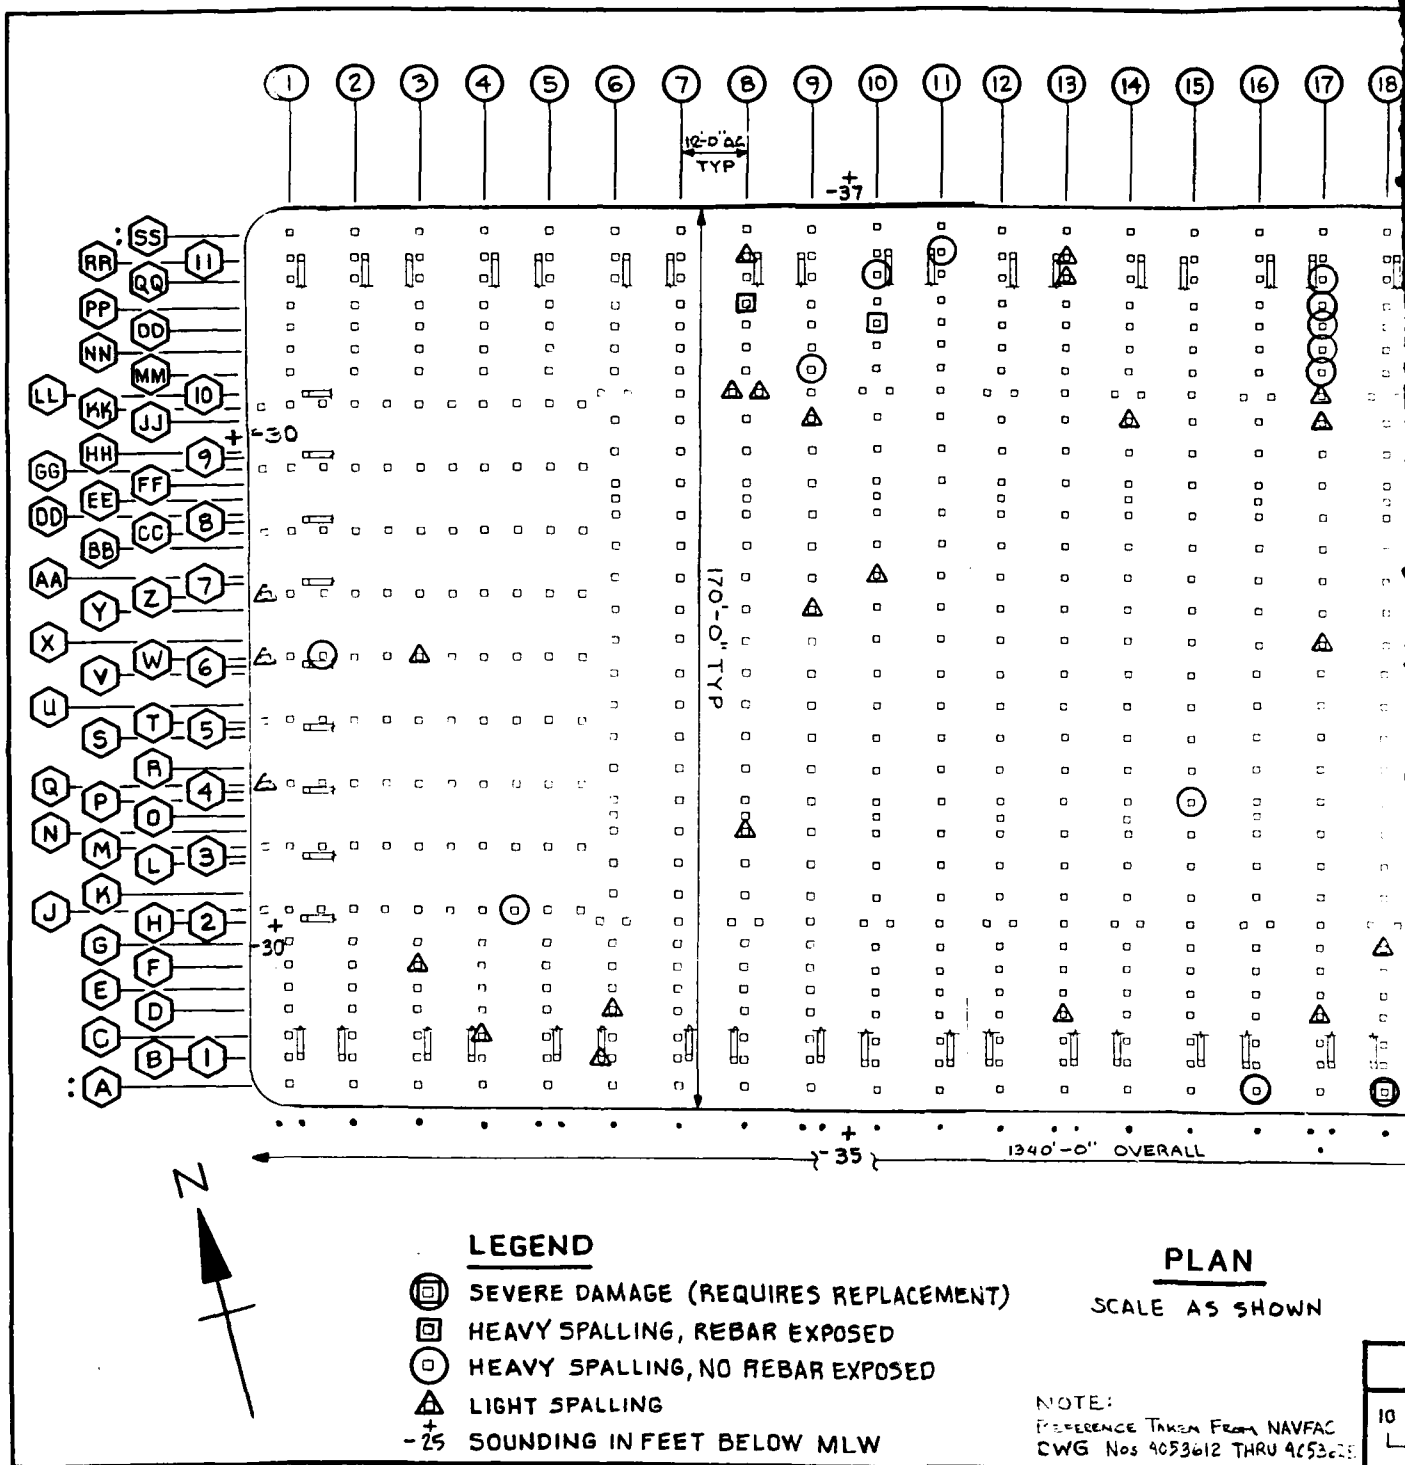 1 2 3 4 5 6 7 8 9 10 11 12 13 14 15 16 17 18
12'-0" O.C.
TYP
+
-37
SS
RR 11
QQ
PP
OO
NN
MM
LL 10
KK JJ
+ -30
HH 9
GG FF
EE
DD 8
CC
BB
AA 7
Z
Y
X W
6
V
U T
5
S
R
Q 4
P O
N
M 3
L
K
J H 2
+
-30
G
F
E
D
C
B 1
A
170'-0" TYP
+
-35
1340'-0" OVERALL
N
LEGEND
SEVERE DAMAGE (REQUIRES REPLACEMENT)
HEAVY SPALLING, REBAR EXPOSED
HEAVY SPALLING, NO REBAR EXPOSED
LIGHT SPALLING
+
-25 SOUNDING IN FEET BELOW MLW
PLAN
SCALE AS SHOWN
NOTE:
REFERENCE TAKEN FROM NAVFAC
DWG Nos 4053612 THRU
10